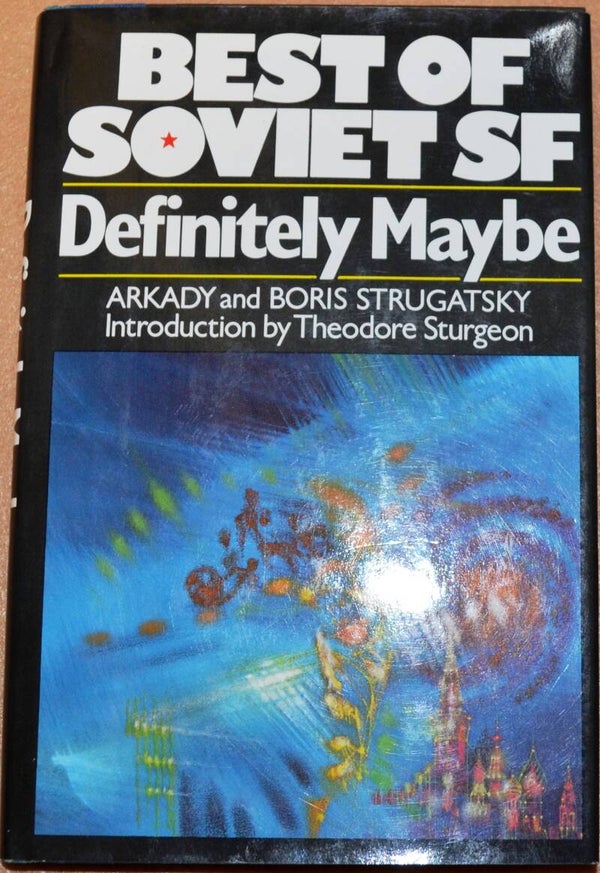 BEST OF
SOVIET SF
Definitely Maybe
ARKADY and BORIS STRUGATSKY
Introduction by Theodore Sturgeon